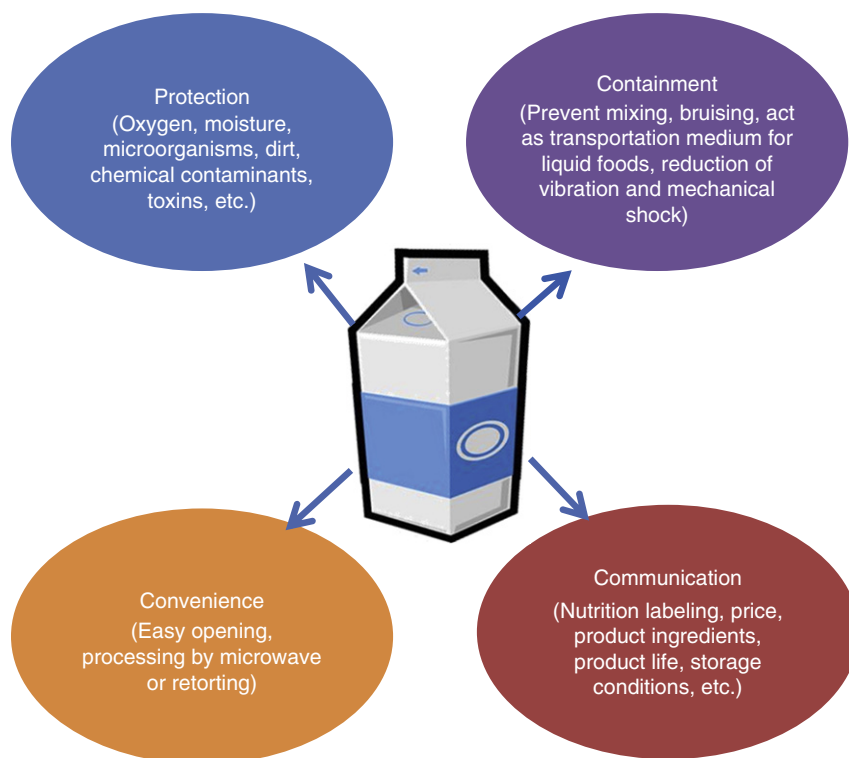 Protection
(Oxygen, moisture,
microorganisms, dirt,
chemical contaminants,
toxins, etc.)
Containment
(Prevent mixing, bruising, act
as transportation medium for
liquid foods, reduction of
vibration and mechanical
shock)
Convenience
(Easy opening,
processing by microwave
or retorting)
Communication
(Nutrition labeling, price,
product ingredients,
product life, storage
conditions, etc.)